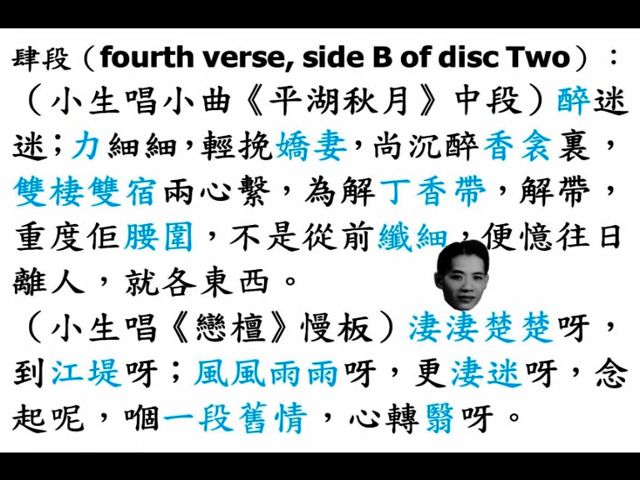 肆段（fourth verse, side B of disc Two）：
（小生唱小曲《平湖秋月》中段）醉迷
迷；力細細，輕挽嬌妻，尚沉醉香衾裏，
雙棲雙宿兩心繫，為解丁香帶，解帶，
重度佢腰圍，不是從前纖細，便憶往日
離人，就各東西。
（小生唱《戀檀》慢板）淒淒楚楚呀，
到江堤呀；風風雨雨呀，更淒迷呀，念
起呢，嗰一段舊情，心轉翳呀。